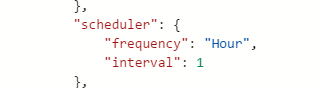 },
"scheduler": {
"frequency": "Hour",
"interval": 1
},